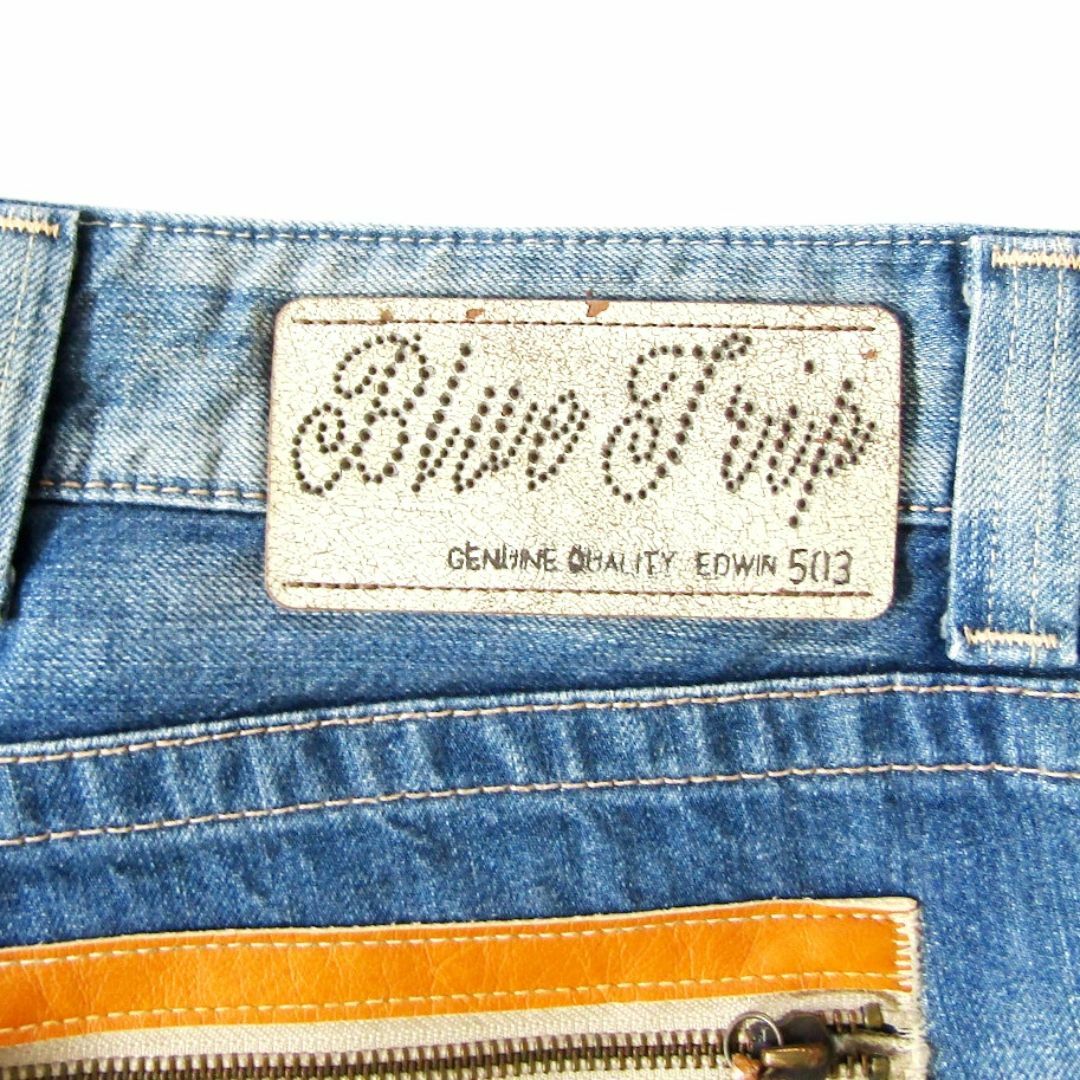 Blue Trip
GENUINE QUALITY EDWIN 503